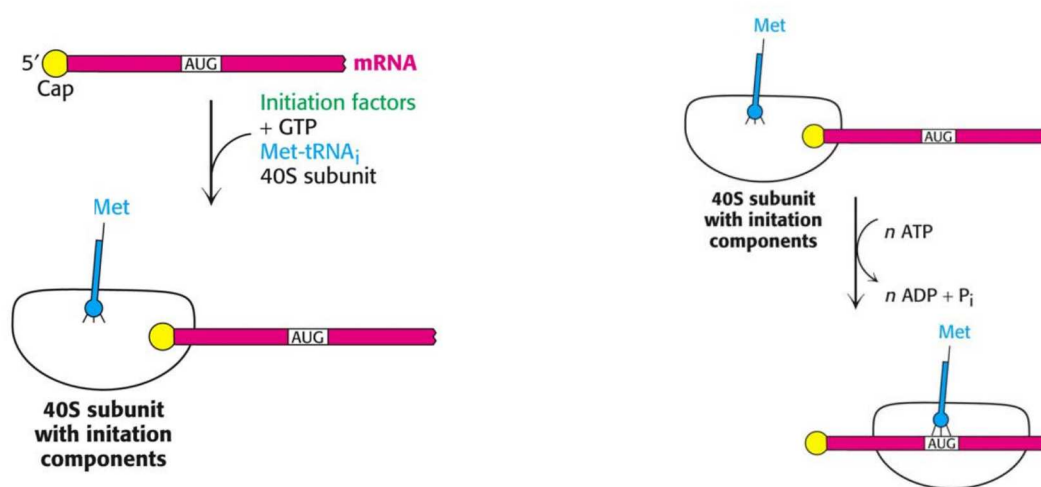 5′
AUG
mRNA
Cap
Initiation factors
+ GTP
Met-tRNAi
40S subunit
Met
AUG
40S subunit
with initation
components
Met
AUG
40S subunit
with initation
components
n ATP
n ADP + Pi
Met
AUG